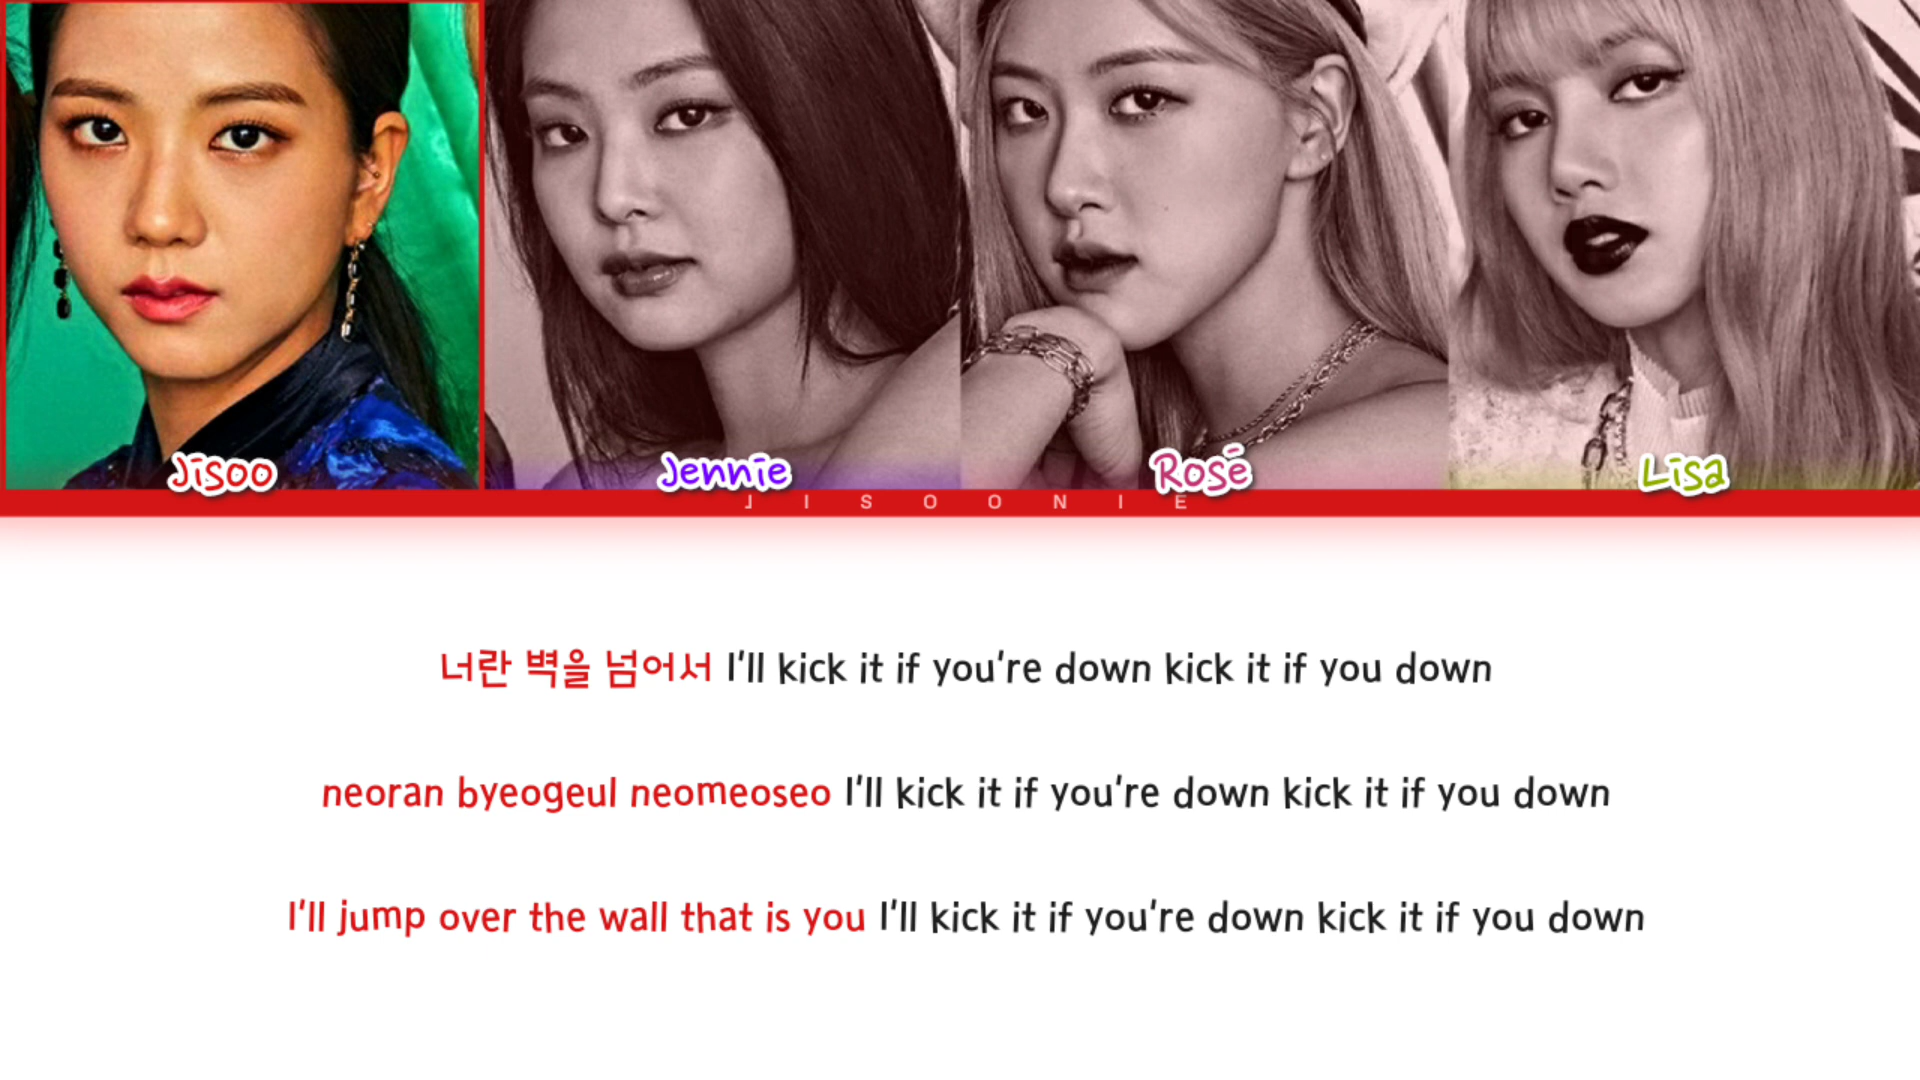 Jisoo Jennie Rosé Lisa
JISOONIE
너란 벽을 넘어서 I'll kick it if you're down kick it if you down
neoran byeogeul neomeoseo I'll kick it if you're down kick it if you down
I'll jump over the wall that is you I'll kick it if you're down kick it if you down